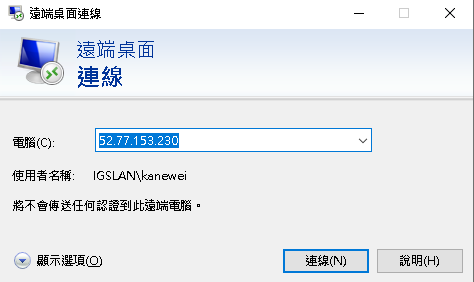 遠端桌面連線
遠端桌面
連線
電腦(C):
52.77.153.230
使用者名稱: IGSLAN\kanewei
將不會傳送任何認證到此遠端電腦。
顯示選項(O)
連線(N)
說明(H)